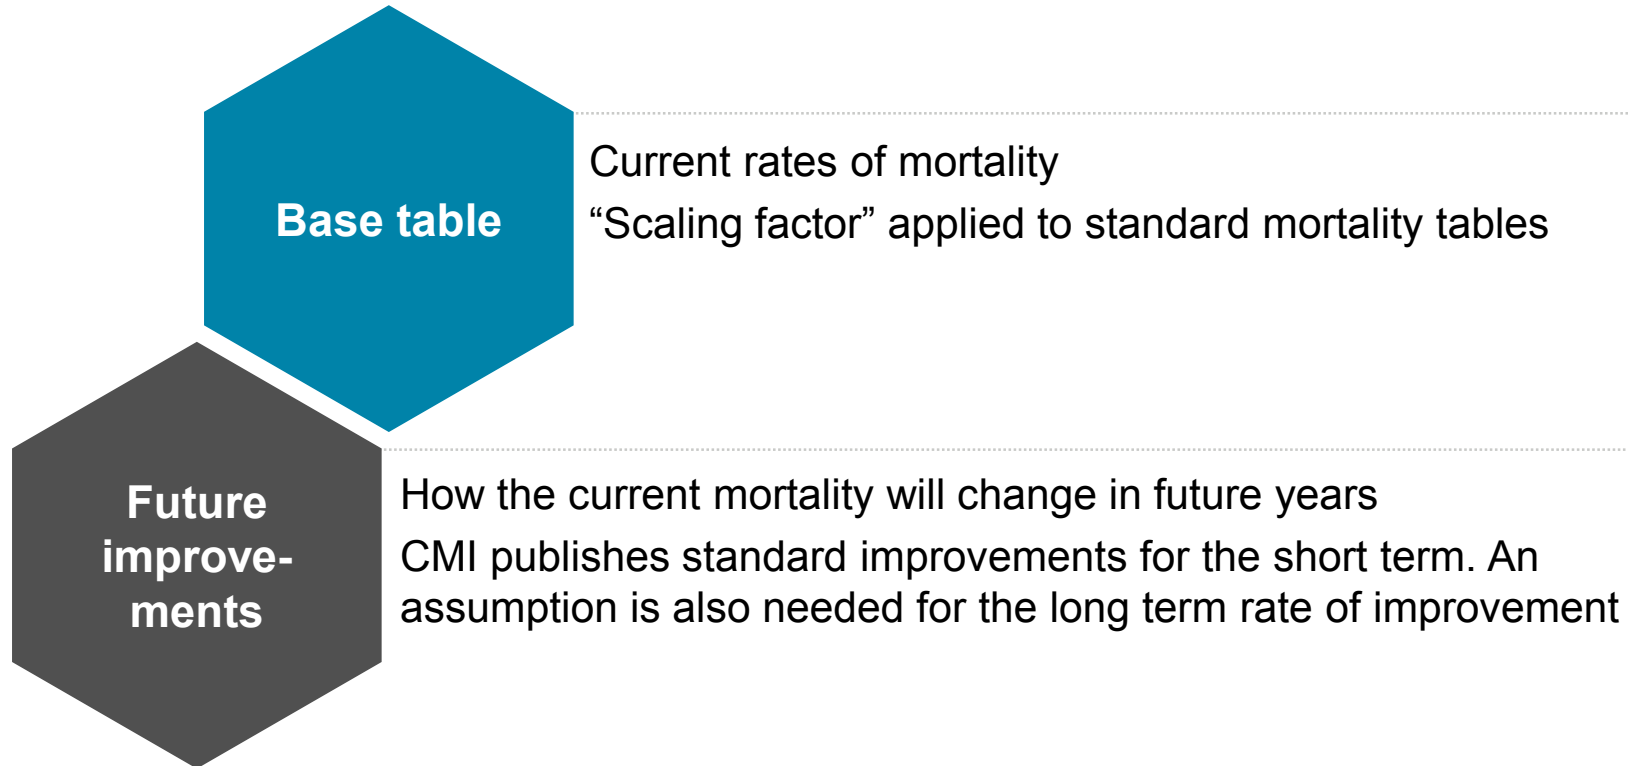 Base table
Current rates of mortality
“Scaling factor” applied to standard mortality tables
Future
improve-
ments
How the current mortality will change in future years
CMI publishes standard improvements for the short term. An
assumption is also needed for the long term rate of improvement